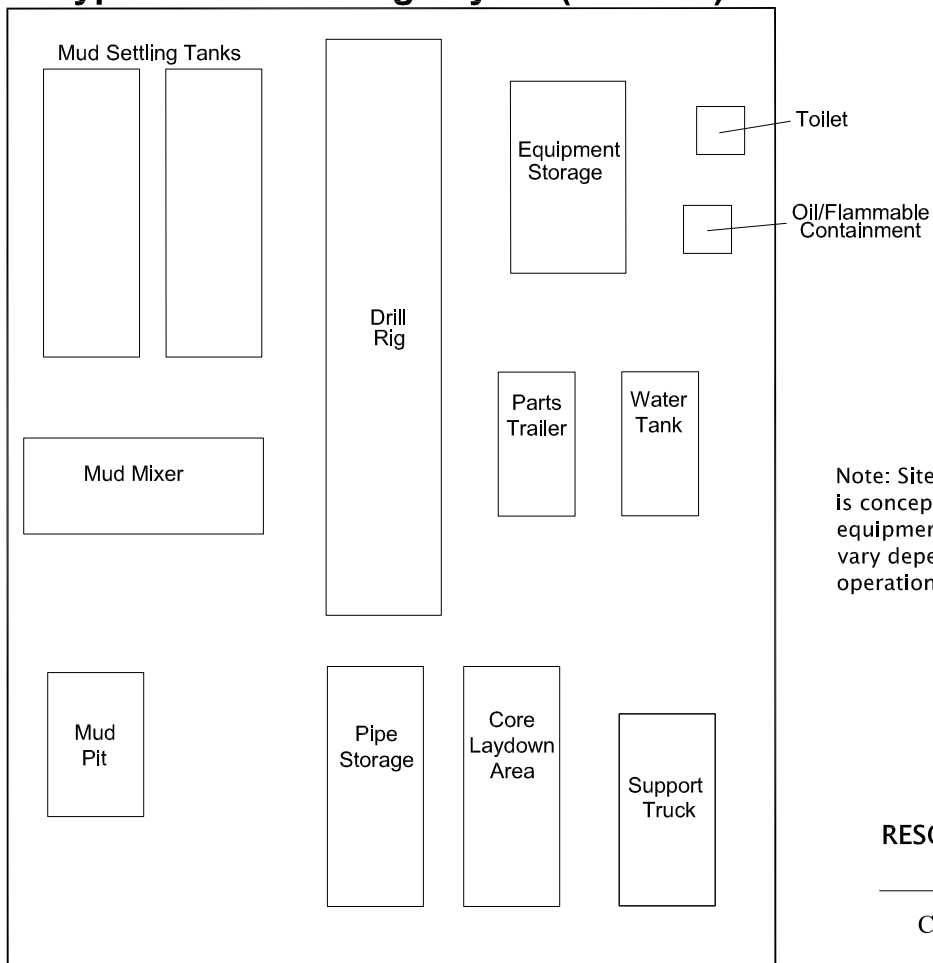 Mud Settling Tanks
Toilet
Equipment
Storage
Oil/Flammable
Containment
Drill
Rig
Parts
Trailer
Water
Tank
Mud Mixer
Note: Site
is concep
equipmen
vary depe
operation
Mud
Pit
Pipe
Storage
Core
Laydown
Area
Support
Truck
RESO
C